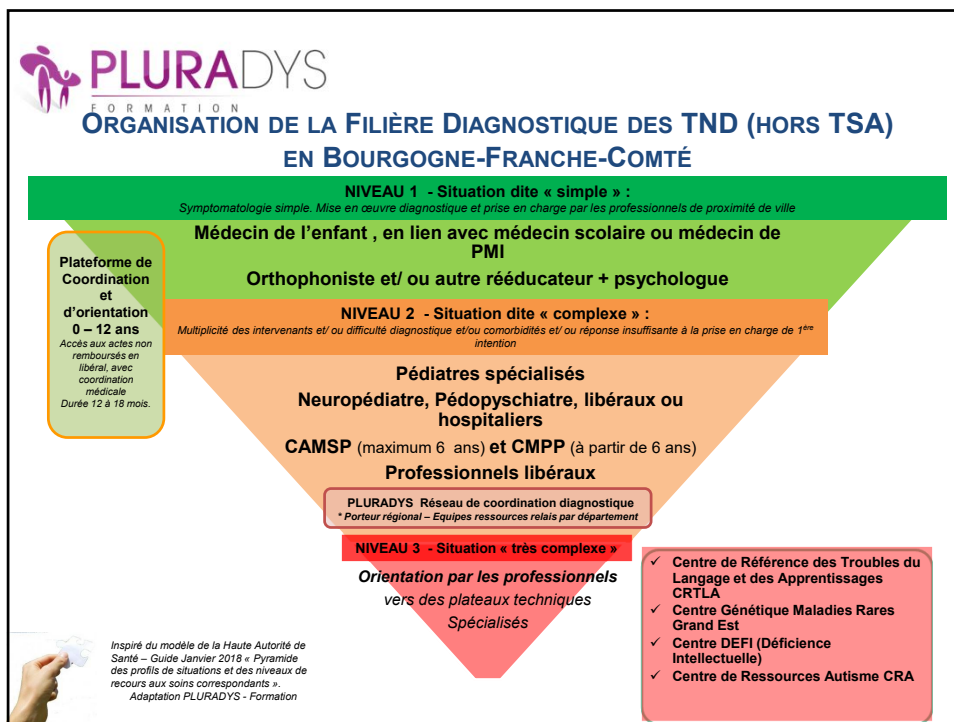 PLURADYS
FORMATION
ORGANISATION DE LA FILIÈRE DIAGNOSTIQUE DES TND (HORS TSA)
EN BOURGOGNE-FRANCHE-COMTÉ
NIVEAU 1 - Situation dite « simple » :
Symptomatologie simple. Mise en œuvre diagnostique et prise en charge par les professionnels de proximité de ville
Médecin de l'enfant , en lien avec médecin scolaire ou médecin de
PMI
Orthophoniste et/ ou autre rééducateur + psychologue
Plateforme de
Coordination
et
d'orientation
0 – 12 ans
Accès aux actes non
remboursés en
libéral, avec
coordination
médicale
Durée 12 à 18 mois.
NIVEAU 2 - Situation dite « complexe » :
Multiplicité des intervenants et/ ou difficulté diagnostique et/ou comorbidités et/ ou réponse insuffisante à la prise en charge de 1ère
intention
Pédiatres spécialisés
Neuropédiatre, Pédopyschiatre, libéraux ou
hospitaliers
CAMSP (maximum 6 ans) et CMPP (à partir de 6 ans)
Professionnels libéraux
PLURADYS Réseau de coordination diagnostique
* Porteur régional – Equipes ressources relais par département
NIVEAU 3 - Situation « très complexe »
Orientation par les professionnels
vers des plateaux techniques
Spécialisés
✓ Centre de Référence des Troubles du
Langage et des Apprentissages
CRTLA
✓ Centre Génétique Maladies Rares
Grand Est
✓ Centre DEFI (Déficience
Intellectuelle)
✓ Centre de Ressources Autisme CRA
Inspiré du modèle de la Haute Autorité de
Santé – Guide Janvier 2018 « Pyramide
des profils de situations et des niveaux de
recours aux soins correspondants ».
Adaptation PLURADYS - Formation